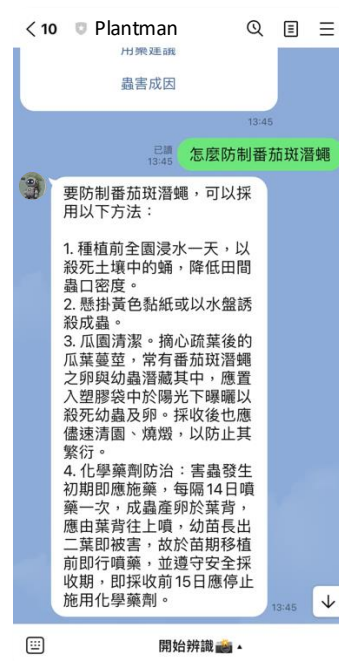 10 Plantman
用藥建議
蟲害成因
13:45
已讀
13:45
怎麼防制番茄斑潛蠅
要防制番茄斑潛蠅，可以採
用以下方法：
1. 種植前全園浸水一天，以
殺死土壤中的蛹，降低田間
蟲口密度。
2. 懸掛黃色黏紙或以水盤誘
殺成蟲。
3. 瓜園清潔。摘心疏葉後的
瓜葉蔓莖，常有番茄斑潛蠅
之卵與幼蟲潛藏其中，應置
入塑膠袋中於陽光下曝曬以
殺死幼蟲及卵。採收後也應
儘速清園、燒燬，以防止其
繁衍。
4. 化學藥劑防治：害蟲發生
初期即應施藥，每隔14日噴
藥一次，成蟲產卵於葉背，
應由葉背往上噴，幼苗長出
二葉即被害，故於苗期移植
前即行噴藥，並遵守安全採
收期，即採收前15日應停止
施用化學藥劑。
13:45
開始辨識